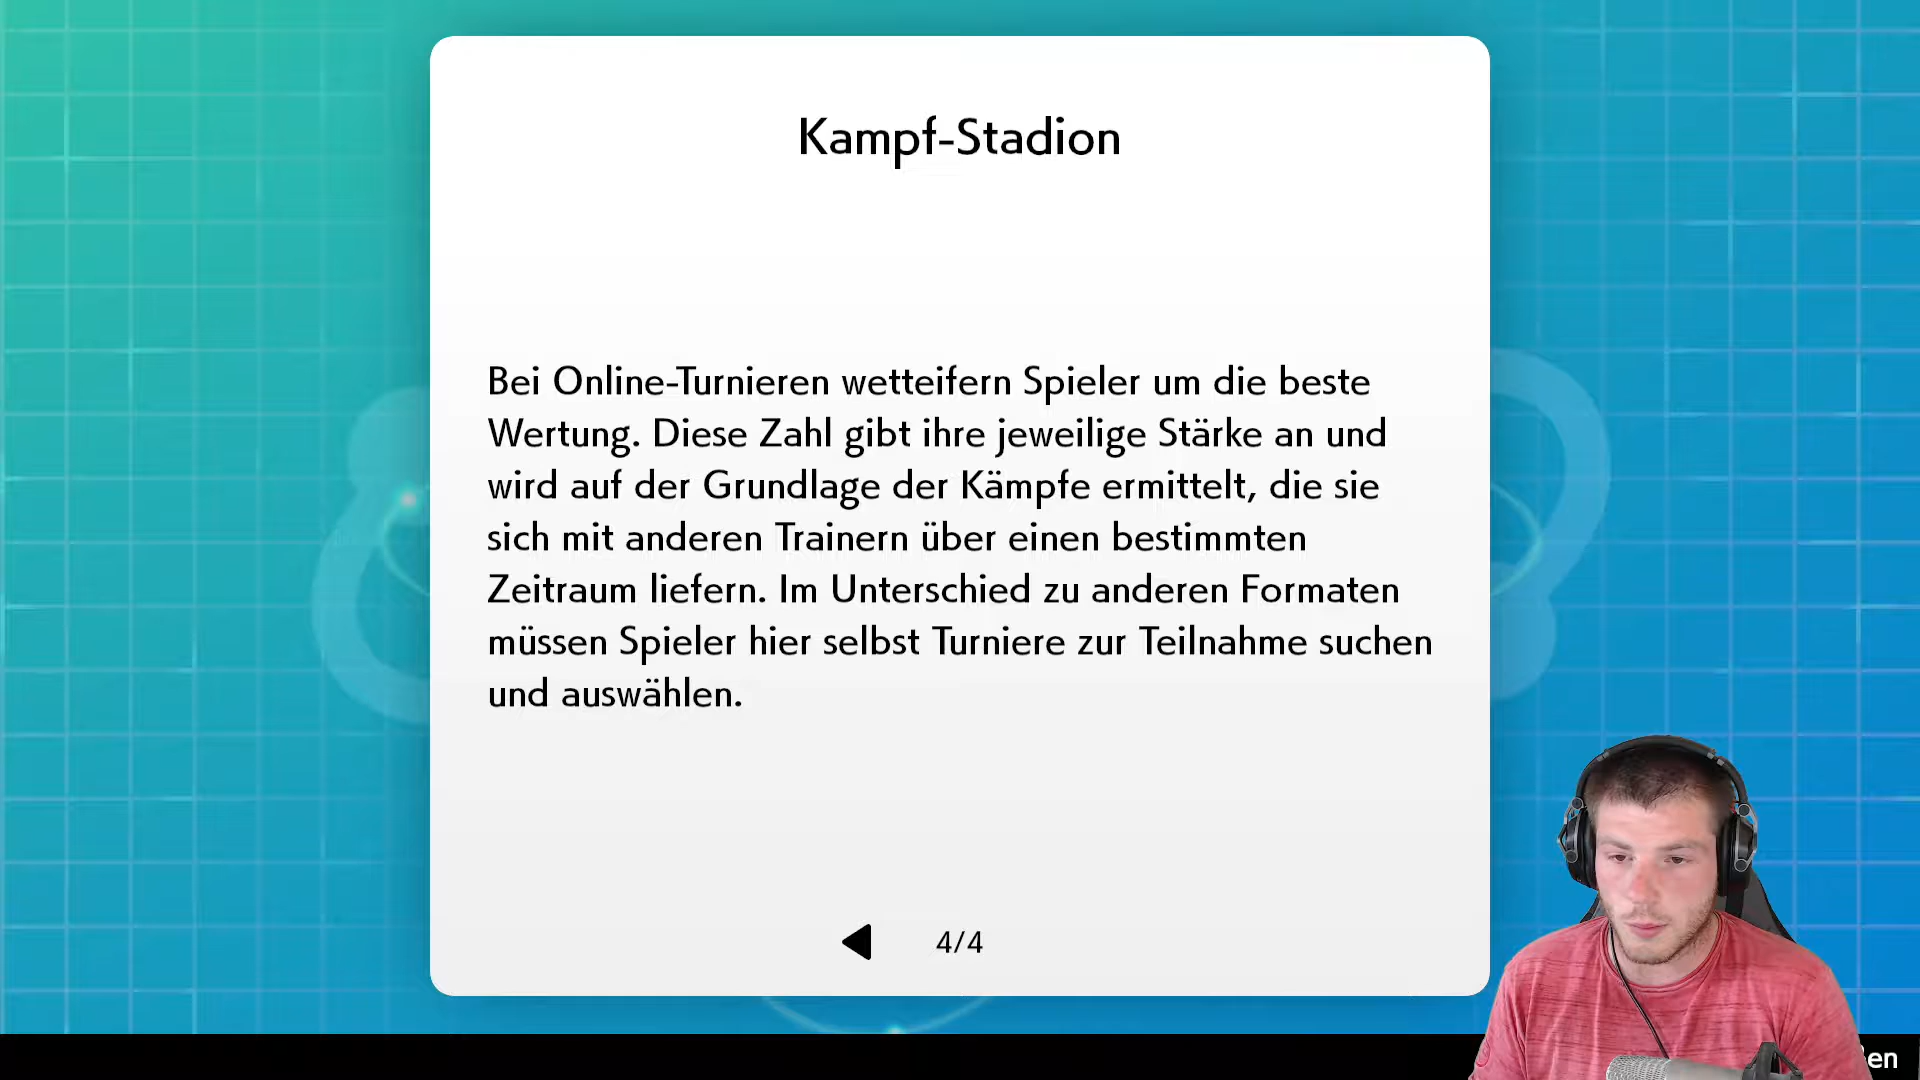 Kampf-Stadion
Bei Online-Turnieren wetteifern Spieler um die beste
Wertung. Diese Zahl gibt ihre jeweilige Stärke an und
wird auf der Grundlage der Kämpfe ermittelt, die sie
sich mit anderen Trainern über einen bestimmten
Zeitraum liefern. Im Unterschied zu anderen Formaten
müssen Spieler hier selbst Turniere zur Teilnahme suchen
und auswählen.
4/4